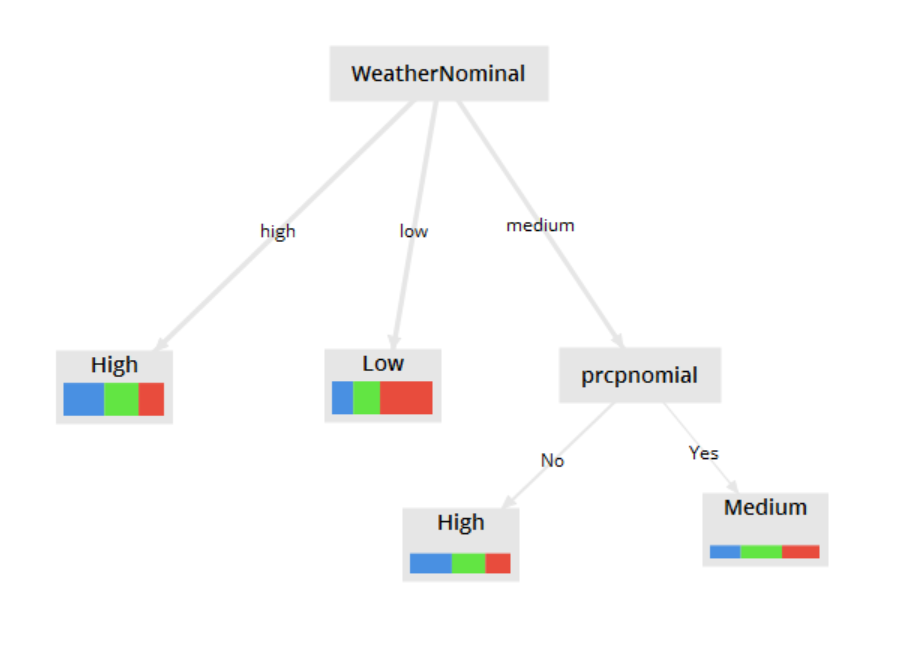 WeatherNominal
high
low
medium
High
Low
prcpnomial
No
Yes
High
Medium